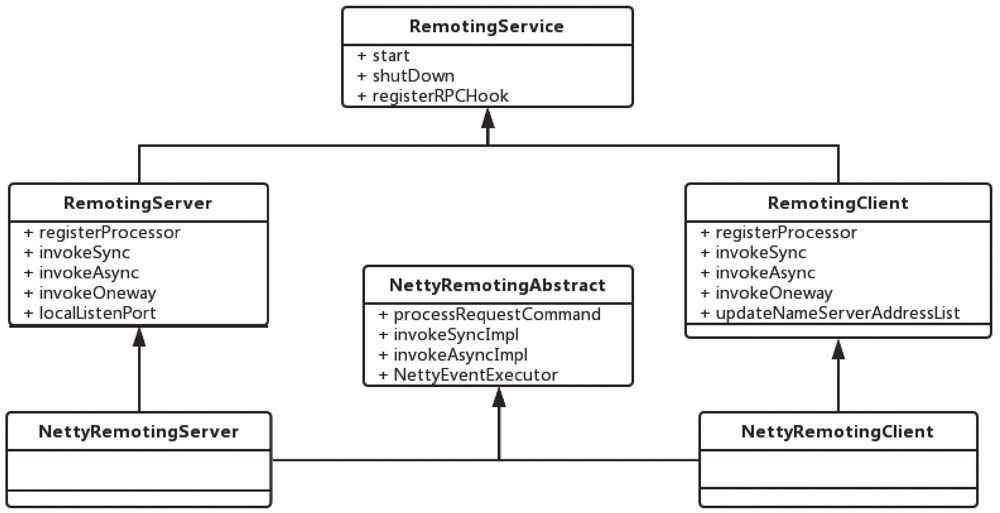 RemotingService
+ start
+ shutDown
+ registerRPCHook
RemotingServer
+ registerProcessor
+ invokeSync
+ invokeAsync
+ invokeOneway
+ localListenPort
RemotingClient
+ registerProcessor
+ invokeSync
+ invokeAsync
+ invokeOneway
+ updateNameServerAddressList
NettyRemotingAbstract
+ processRequestCommand
+ invokeSyncImpl
+ invokeAsyncImpl
+ NettyEventExecutor
NettyRemotingServer
NettyRemotingClient